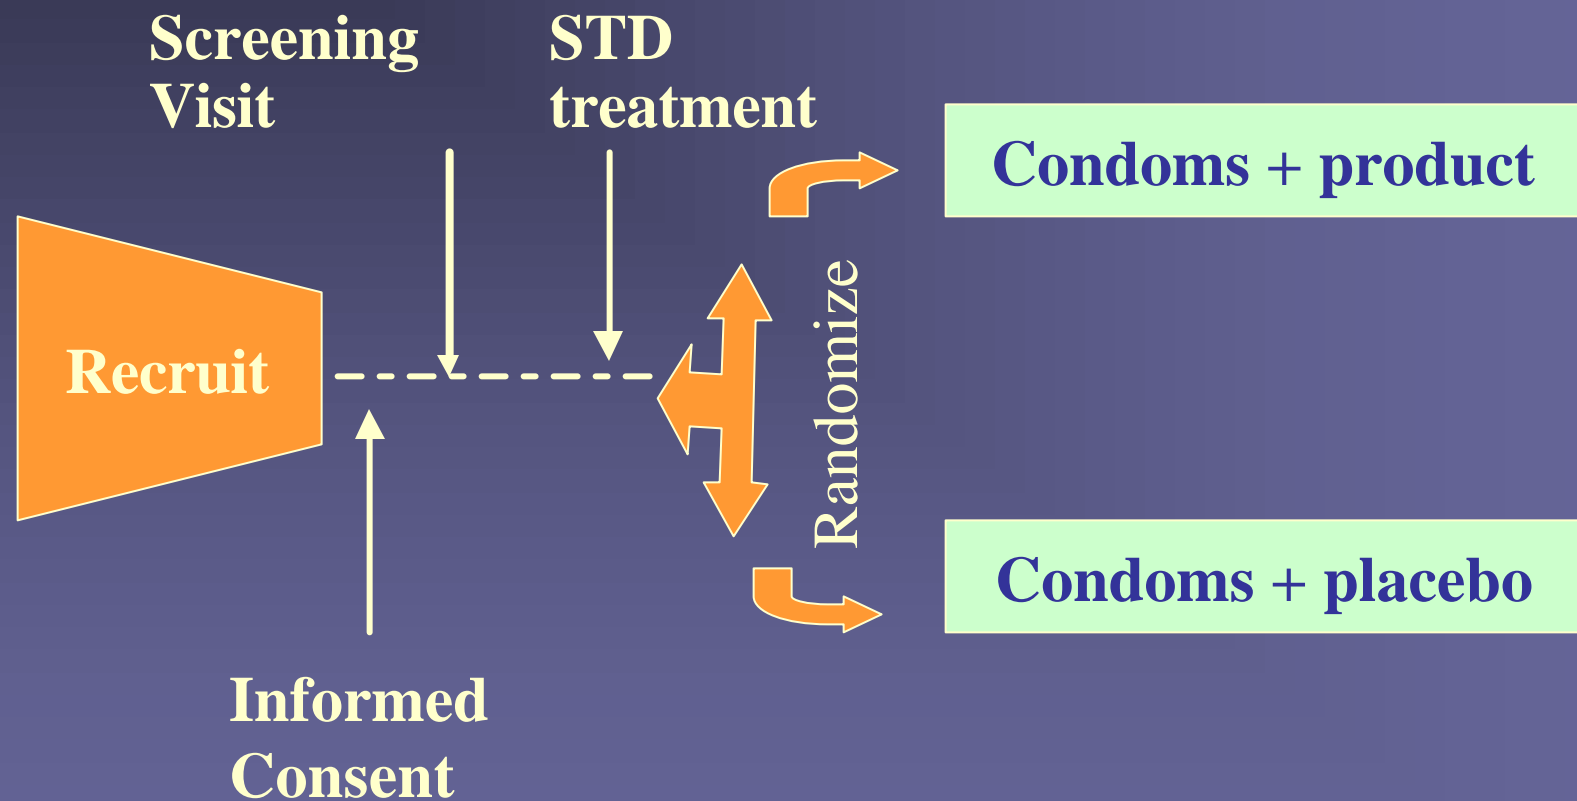 Screening
Visit
STD
treatment
Condoms + product
Recruit
Randomize
Condoms + placebo
Informed
Consent